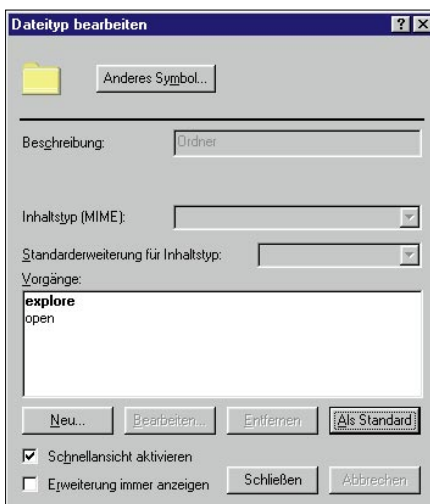 Dateityp bearbeiten
Anderes Symbol...
Beschreibung: Ordner
Inhaltstyp (MIME):
Standarderweiterung für Inhaltstyp:
Vorgänge:
explore
open
Neu... Bearbeiten... Entfernen Als Standard
Schnellansicht aktivieren
Erweiterung immer anzeigen Schließen Abbrechen